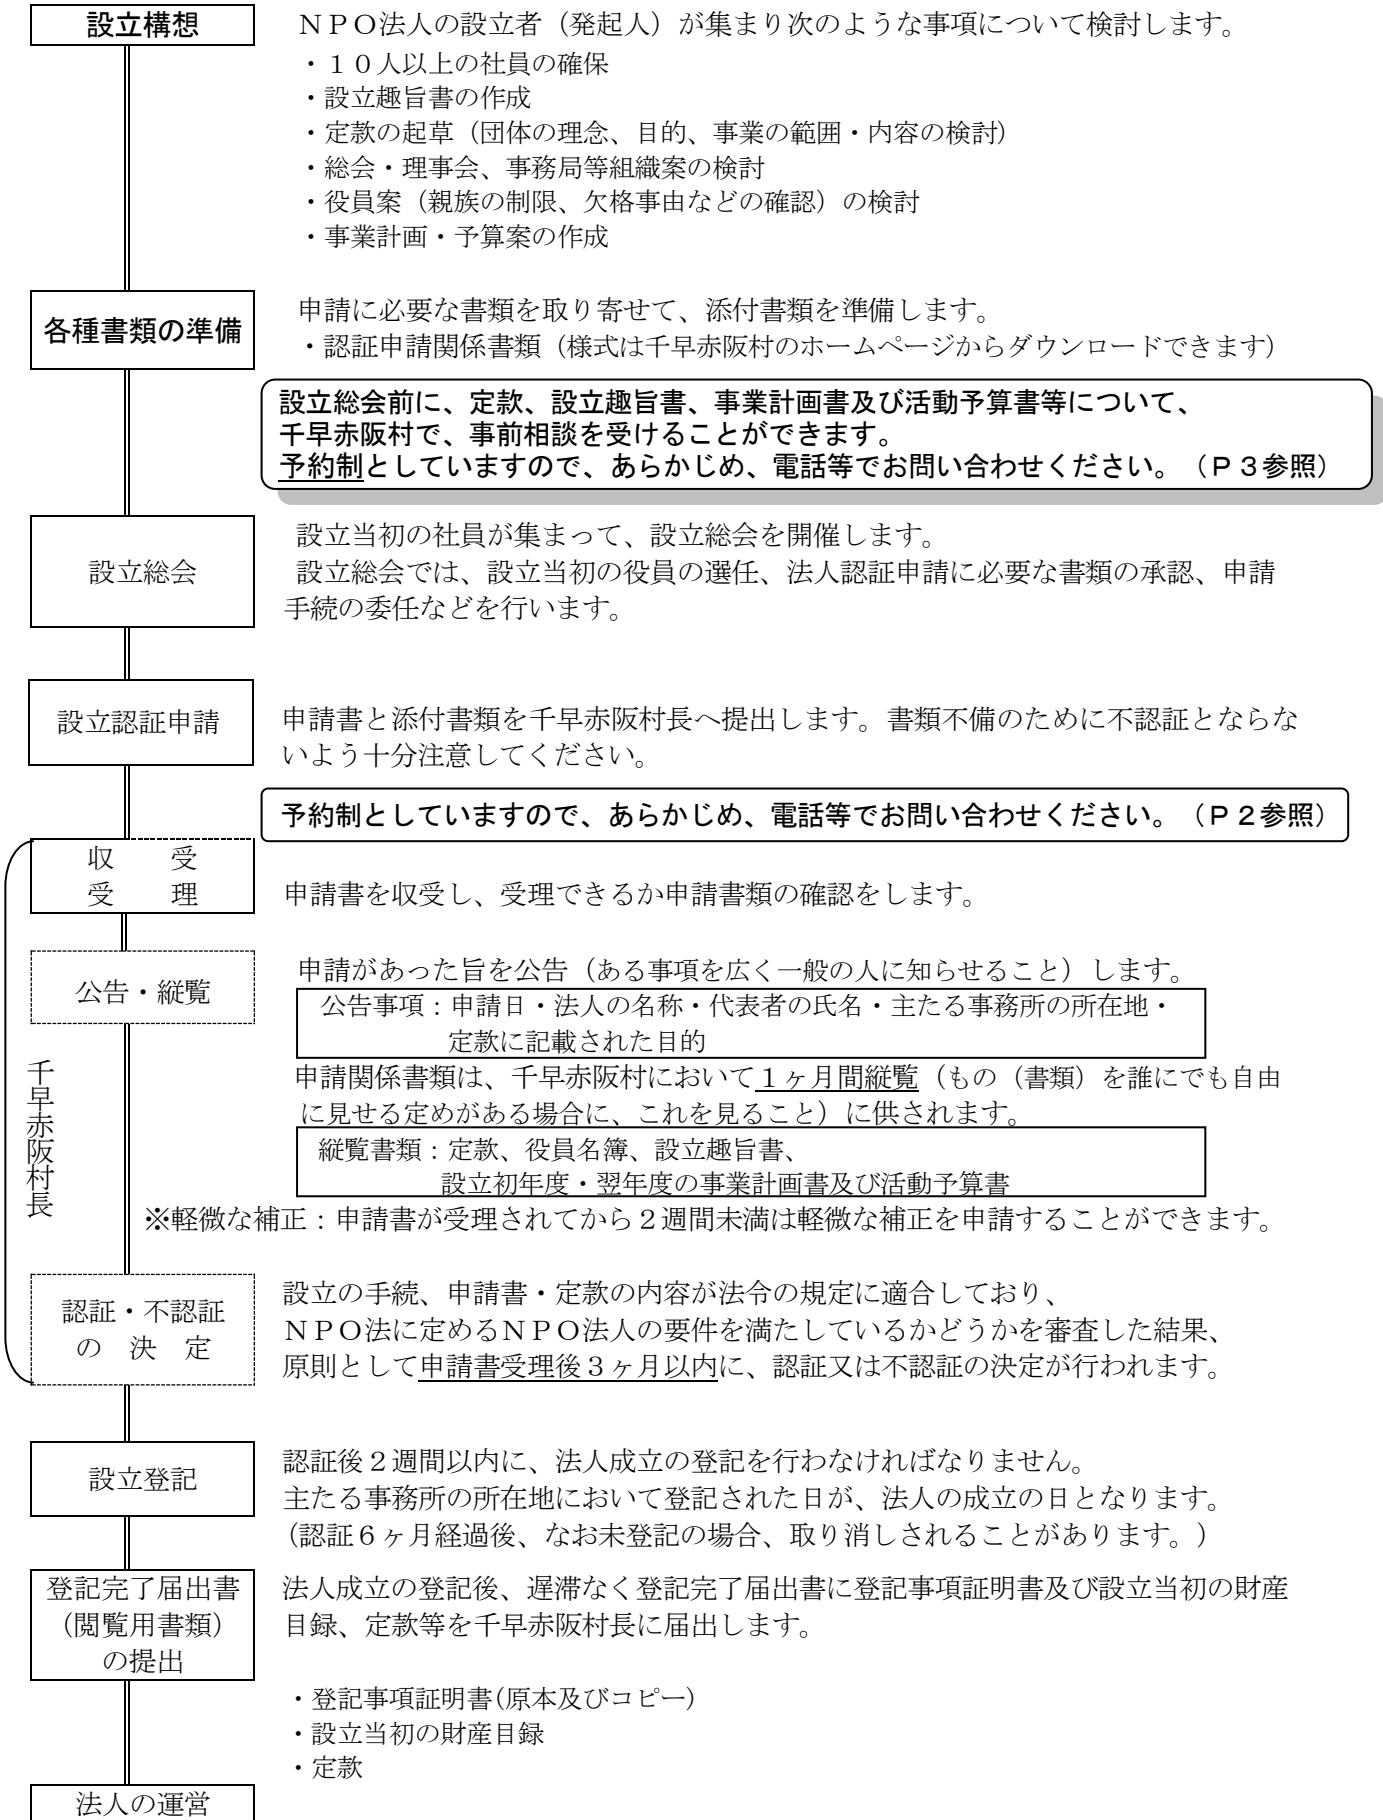 設立構想
ＮＰＯ法人の設立者（発起人）が集まり次のような事項について検討します。
・１０人以上の社員の確保
・設立趣旨書の作成
・定款の起草（団体の理念、目的、事業の範囲・内容の検討）
・総会・理事会、事務局等組織案の検討
・役員案（親族の制限、欠格事由などの確認）の検討
・事業計画・予算案の作成
各種書類の準備
申請に必要な書類を取り寄せて、添付書類を準備します。
・認証申請関係書類（様式は千早赤阪村のホームページからダウンロードできます）
設立総会前に、定款、設立趣旨書、事業計画書及び活動予算書等について、
千早赤阪村で、事前相談を受けることができます。
予約制としていますので、あらかじめ、電話等でお問い合わせください。（Ｐ３参照）
設立総会
設立当初の社員が集まって、設立総会を開催します。
設立総会では、設立当初の役員の選任、法人認証申請に必要な書類の承認、申請
手続の委任などを行います。
設立認証申請
申請書と添付書類を千早赤阪村長へ提出します。書類不備のために不認証とならな
いよう十分注意してください。
予約制としていますので、あらかじめ、電話等でお問い合わせください。（Ｐ２参照）
収　　受
受　　理
申請書を収受し、受理できるか申請書類の確認をします。
公告・縦覧
申請があった旨を公告（ある事項を広く一般の人に知らせること）します。
公告事項：申請日・法人の名称・代表者の氏名・主たる事務所の所在地・
定款に記載された目的
千早赤阪村長
申請関係書類は、千早赤阪村において１ヶ月間縦覧（もの（書類）を誰にでも自由
に見せる定めがある場合に、これを見ること）に供されます。
縦覧書類：定款、役員名簿、設立趣旨書、
設立初年度・翌年度の事業計画書及び活動予算書
※軽微な補正：申請書が受理されてから２週間未満は軽微な補正を申請することができます。
認証・不認証
の　決　定
設立の手続、申請書・定款の内容が法令の規定に適合しており、
ＮＰＯ法に定めるＮＰＯ法人の要件を満たしているかどうかを審査した結果、
原則として申請書受理後３ヶ月以内に、認証又は不認証の決定が行われます。
設立登記
認証後２週間以内に、法人成立の登記を行わなければなりません。
主たる事務所の所在地において登記された日が、法人の成立の日となります。
（認証６ヶ月経過後、なお未登記の場合、取り消しされることがあります。）
登記完了届出書
（閲覧用書類）
の提出
法人成立の登記後、遅滞なく登記完了届出書に登記事項証明書及び設立当初の財産
目録、定款等を千早赤阪村長に届出します。
・登記事項証明書(原本及びコピー)
・設立当初の財産目録
・定款
法人の運営